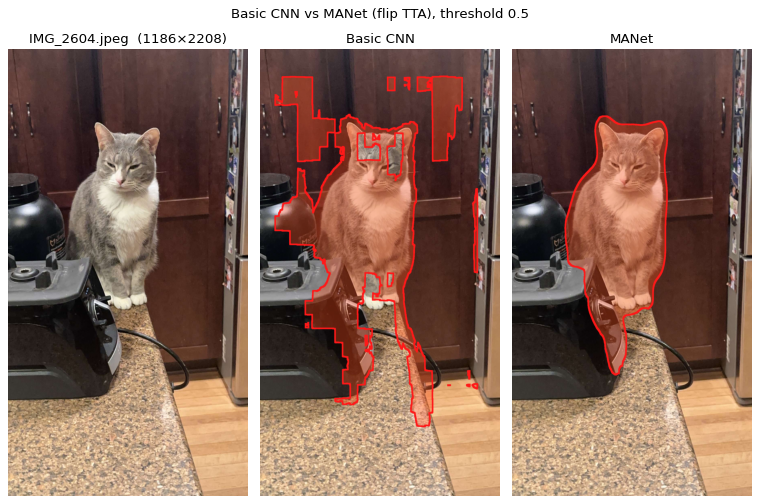 Basic CNN vs MANet (flip TTA), threshold 0.5
IMG_2604.jpeg (1186×2208)
Basic CNN
MANet